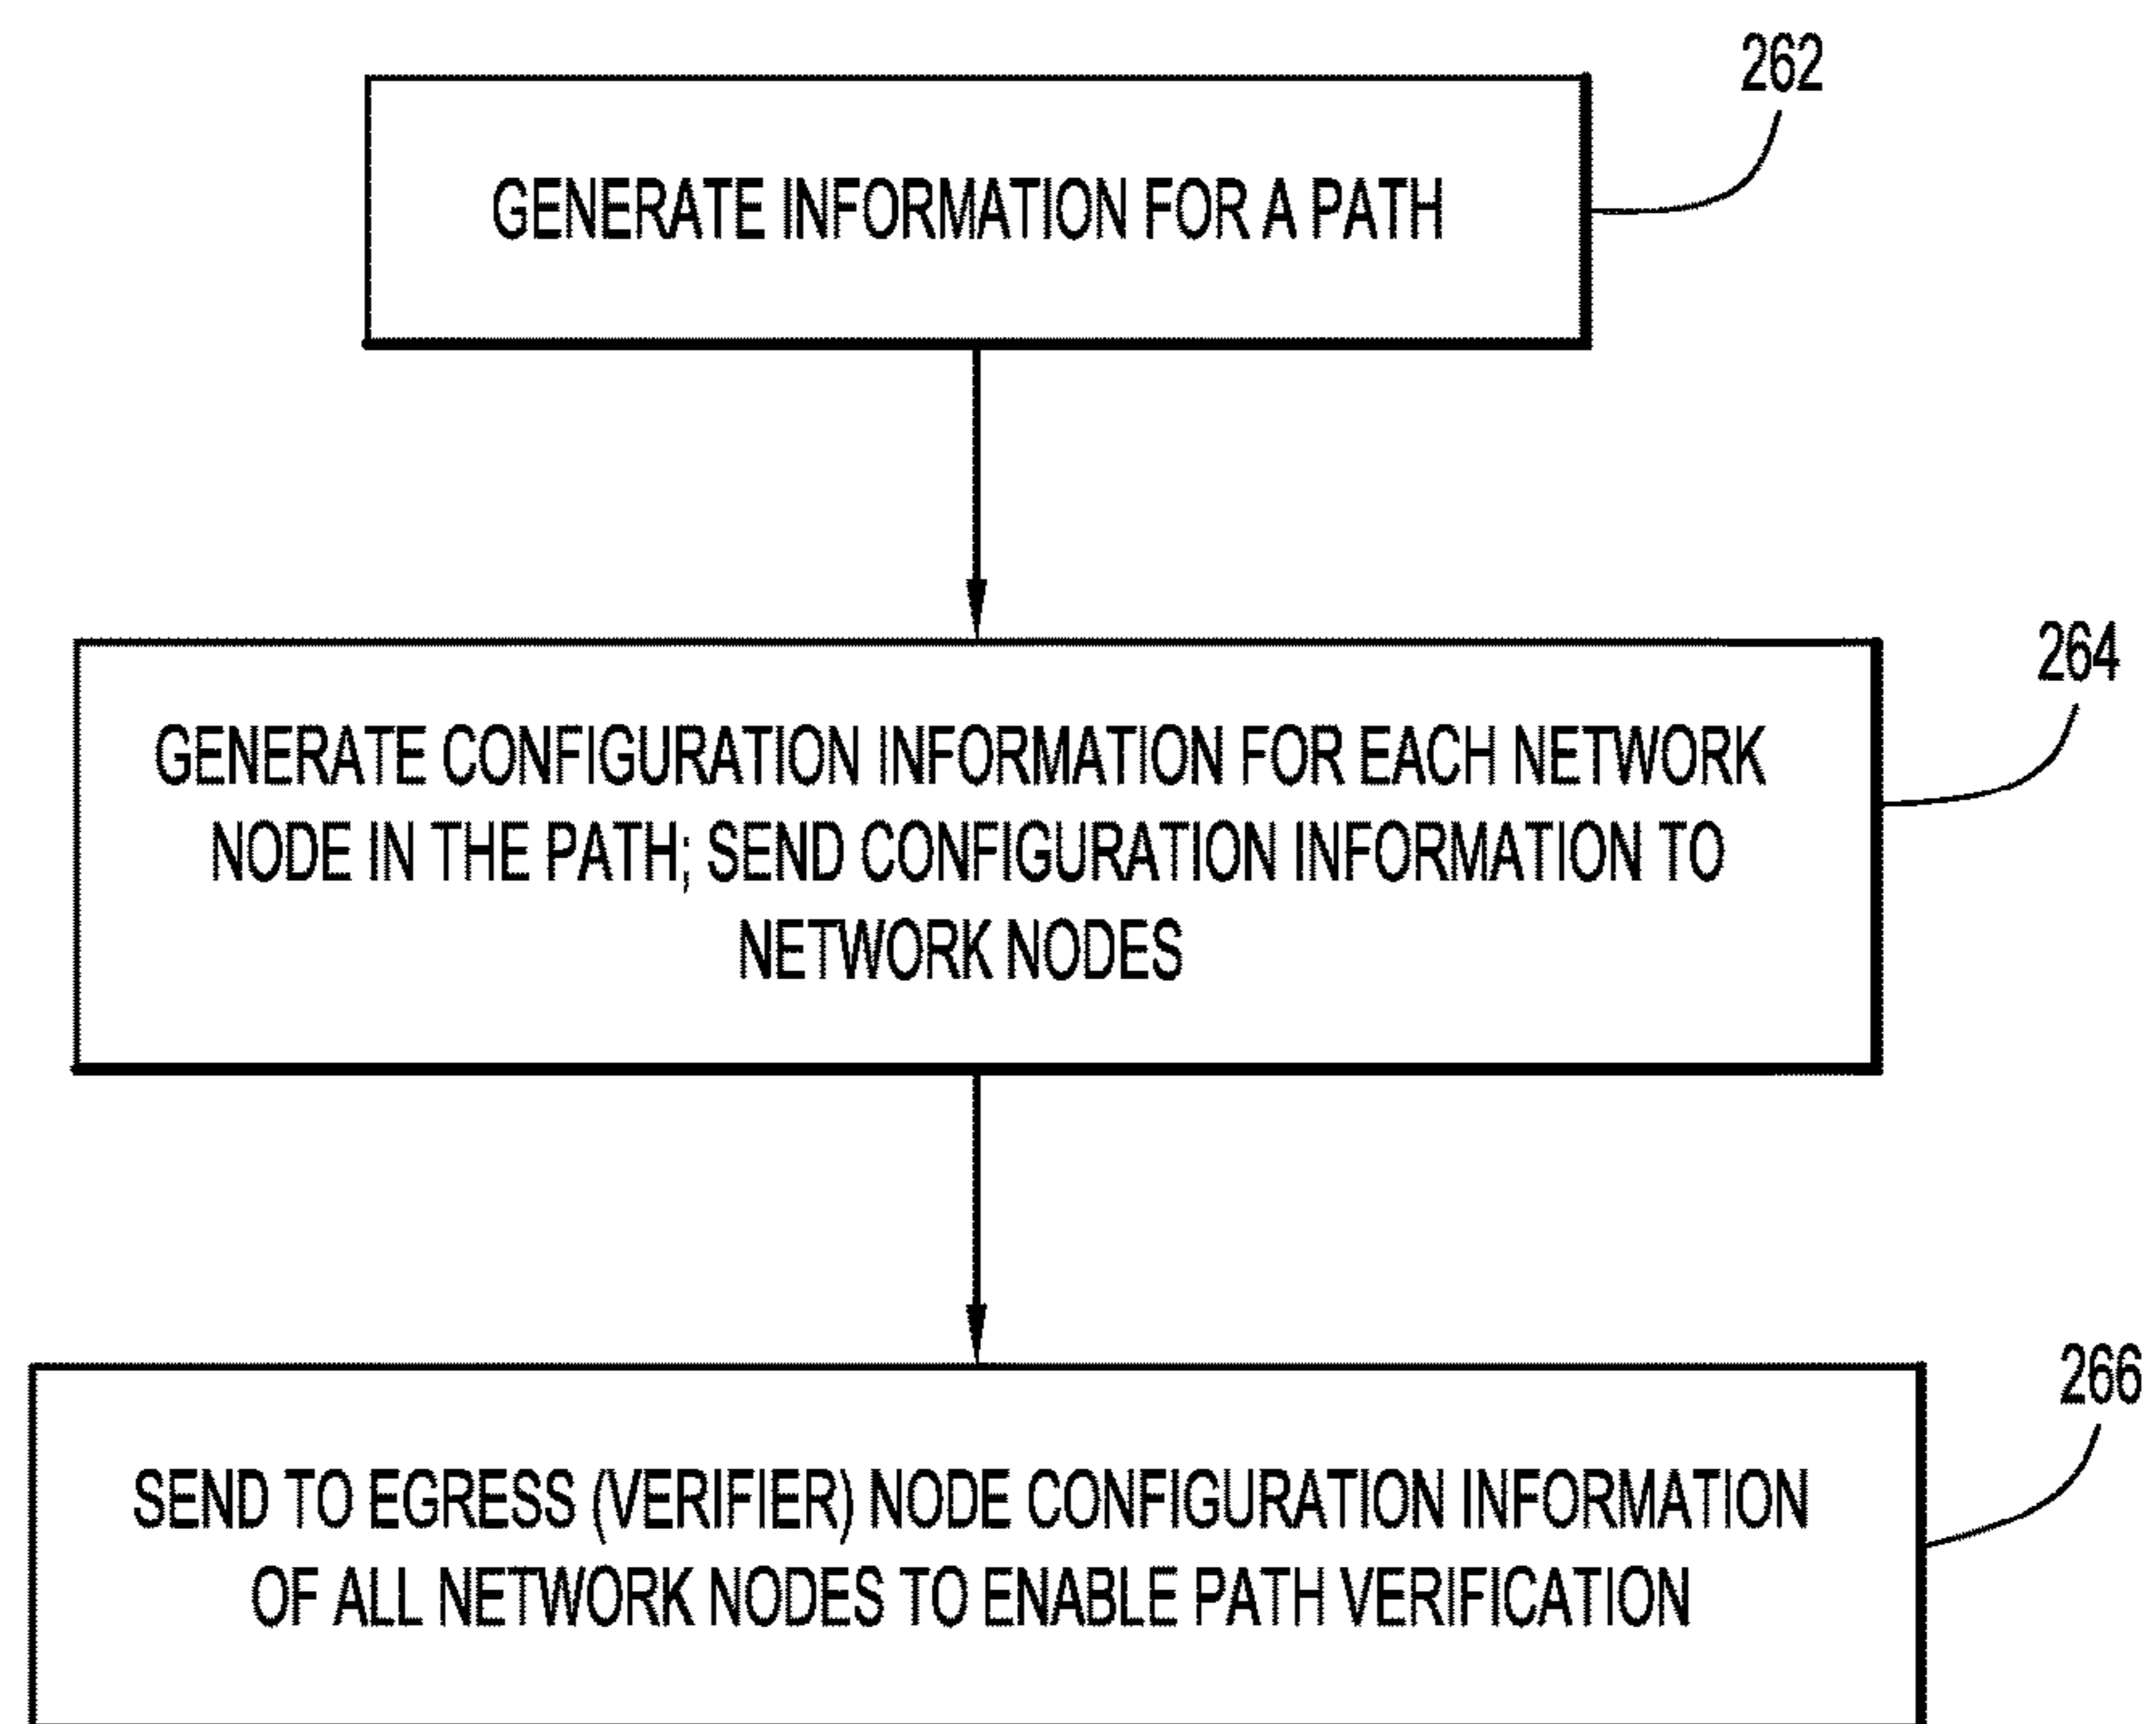 262
GENERATE INFORMATION FOR A PATH
264
GENERATE CONFIGURATION INFORMATION FOR EACH NETWORK
NODE IN THE PATH; SEND CONFIGURATION INFORMATION TO
NETWORK NODES
266
SEND TO EGRESS (VERIFIER) NODE CONFIGURATION INFORMATION
OF ALL NETWORK NODES TO ENABLE PATH VERIFICATION